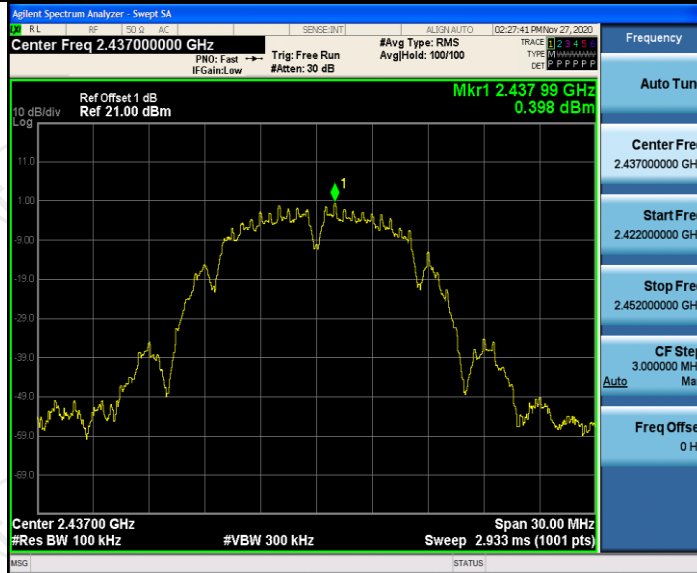 Agilent Spectrum Analyzer - Swept SA
RL RF 50 Ω AC SENSE:INT ALIGN AUTO 02:27:41 PM Nov 27, 2020
Center Freq 2.437000000 GHz
PNO: Fast
IFGain:Low
Trig: Free Run
#Atten: 30 dB
#Avg Type: RMS
Avg|Hold: 100/100
TRACE 1 2 3 4 5 6
TYPE M
DET P P P P P P
Ref Offset 1 dB
Ref 21.00 dBm
10 dB/div
Log
Mkr1 2.437 99 GHz
0.398 dBm
1
11.0
1.00
-9.00
-19.0
-29.0
-39.0
-49.0
-59.0
-69.0
Center 2.43700 GHz
#Res BW 100 kHz
#VBW 300 kHz
Span 30.00 MHz
Sweep 2.933 ms (1001 pts)
MSG
STATUS
Frequency
Auto Tun
Center Fre
2.437000000 GH
Start Fre
2.422000000 GH
Stop Fre
2.452000000 GH
CF Step
3.000000 MH
Auto Ma
Freq Offse
0 H